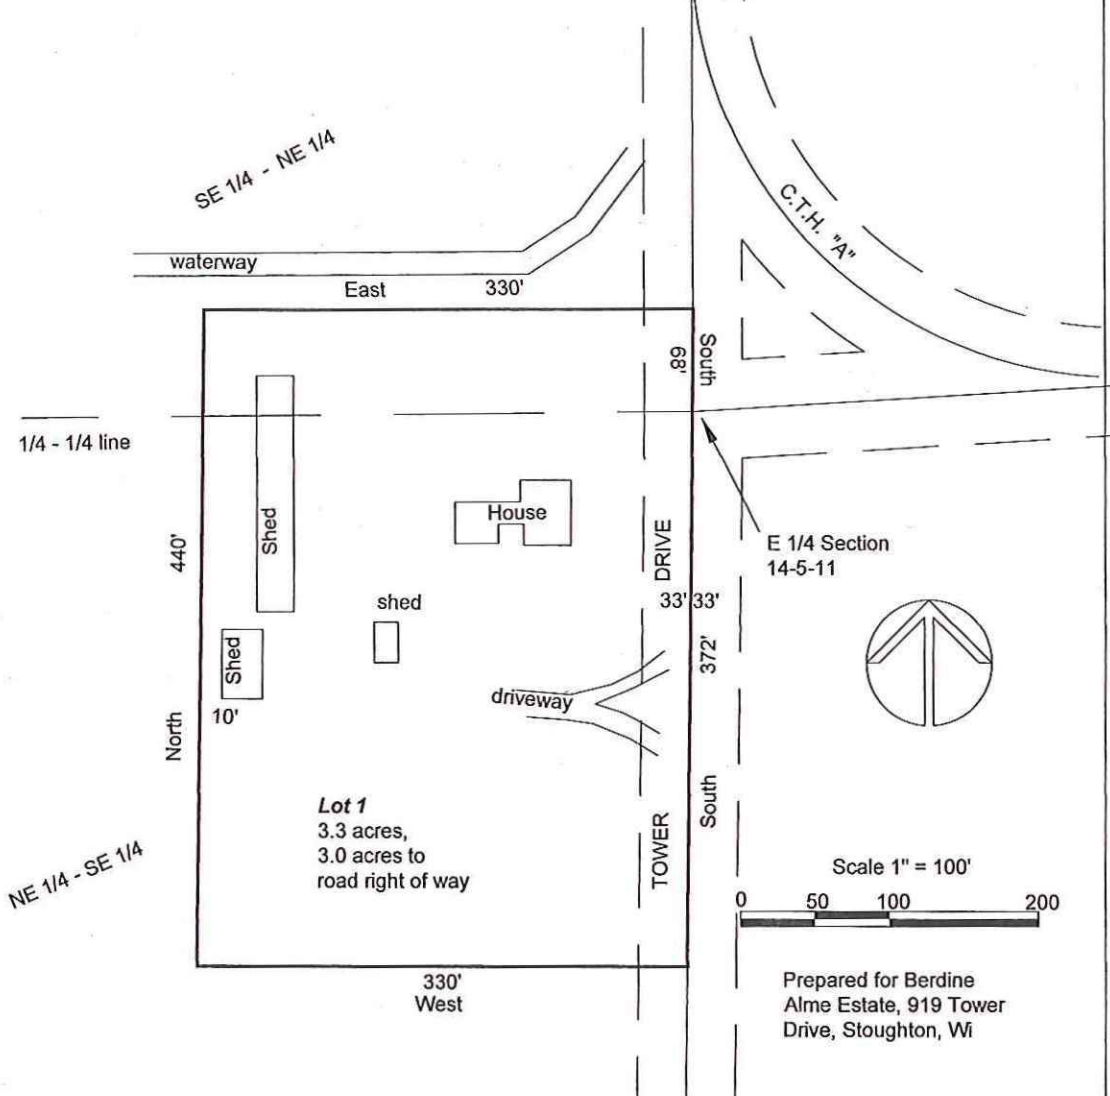 SE 1/4 - NE 1/4
C.T.H. "A"
waterway
East 330'
68'
South
1/4 - 1/4 line
Shed
House
440'
DRIVE
E 1/4 Section
14-5-11
shed
33' 33'
Shed
372'
driveway
10'
North
Lot 1
3.3 acres,
3.0 acres to
road right of way
South
TOWER
NE 1/4 - SE 1/4
Scale 1" = 100'
0 50 100 200
330'
West
Prepared for Berdine
Alme Estate, 919 Tower
Drive, Stoughton, Wi